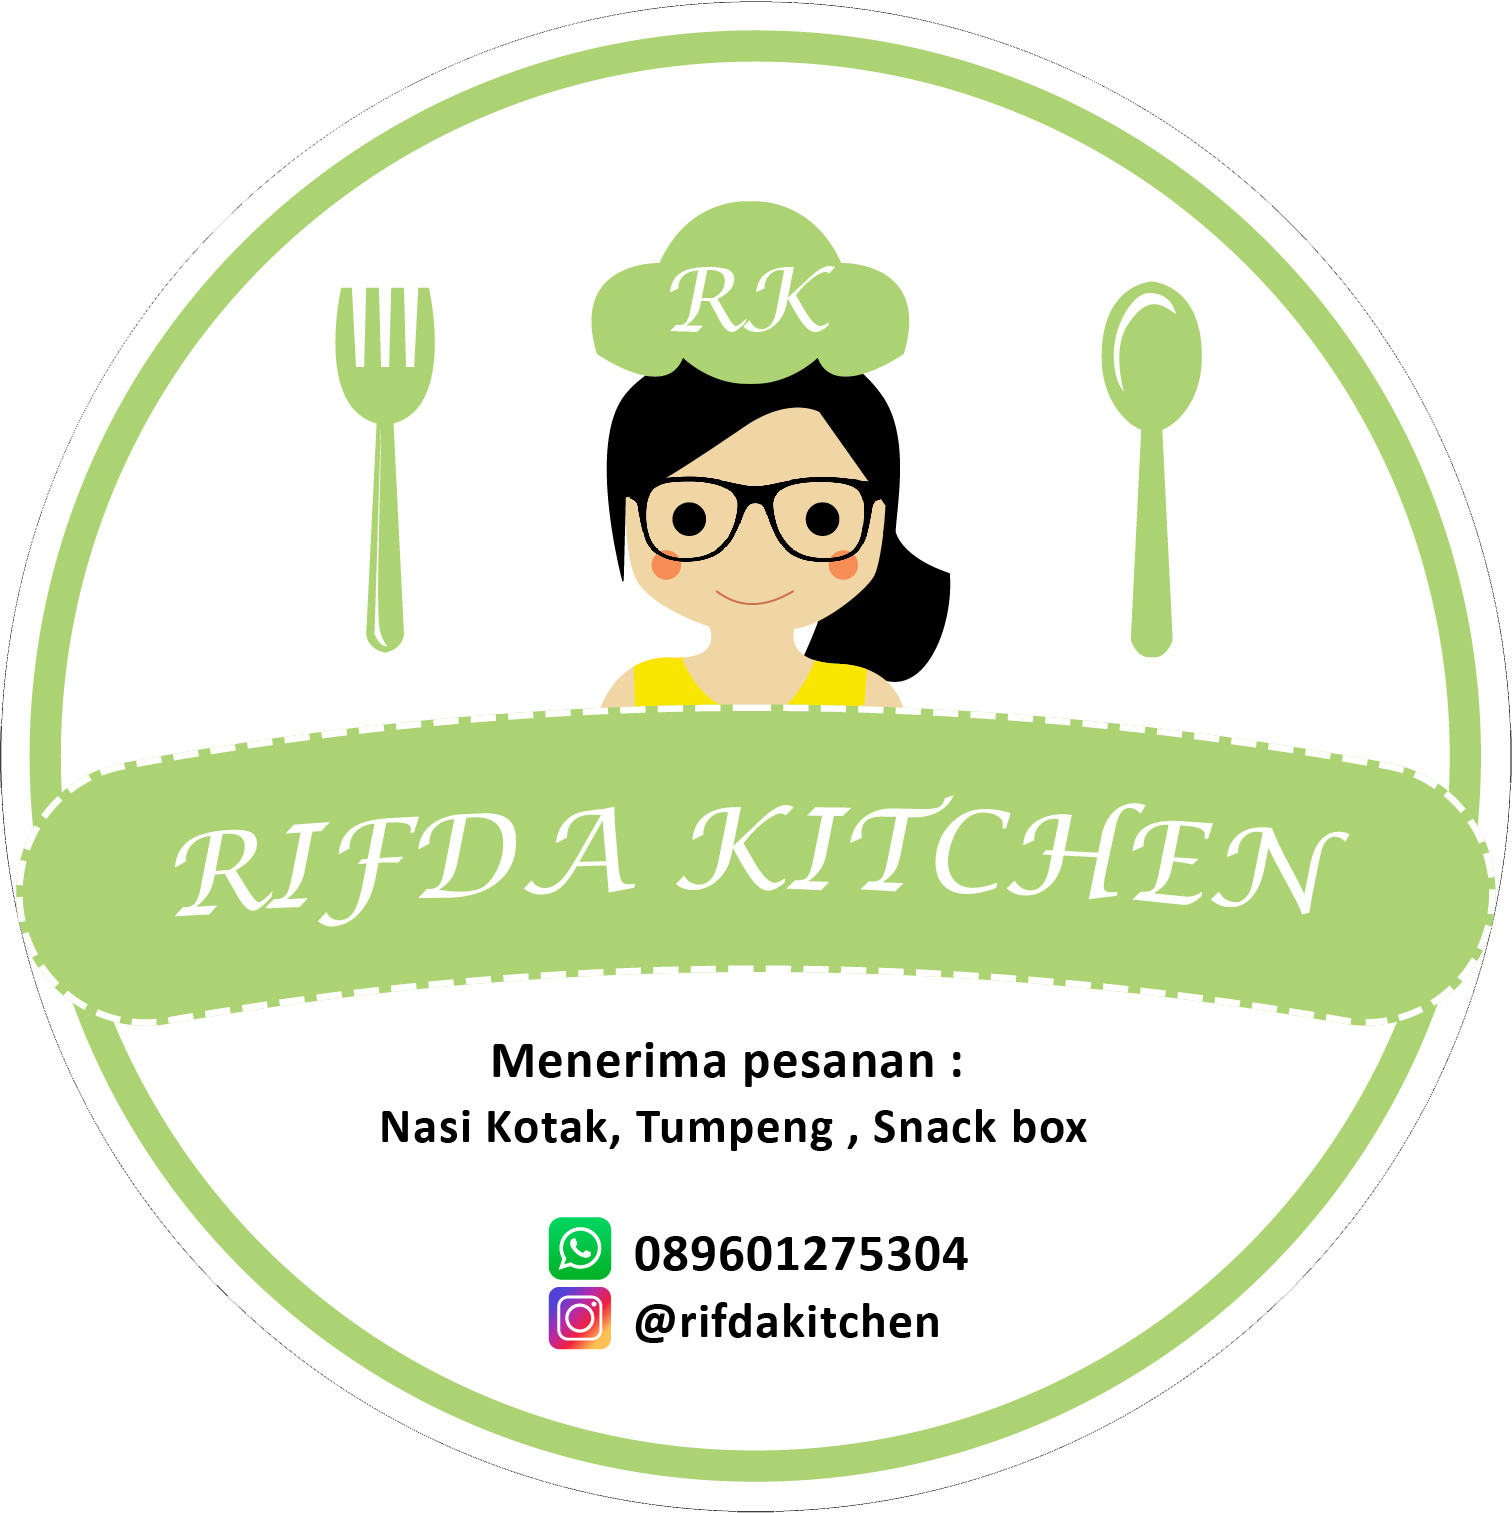 RK
RIFDA KITCHEN
Menerima pesanan :
Nasi Kotak, Tumpeng , Snack box
089601275304
@rifdakitchen